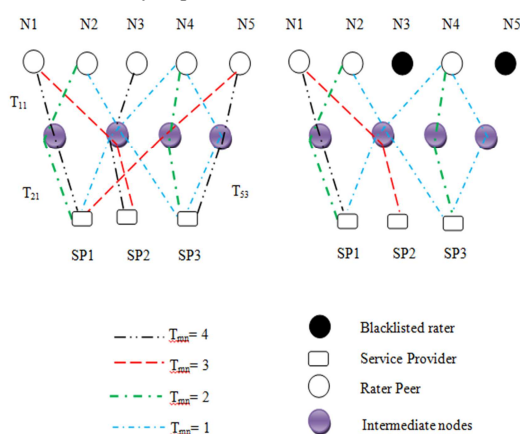 N1 N2 N3 N4 N5 N1 N2 N3 N4 N5
T11
T21 T53
SP1 SP2 SP3 SP1 SP2 SP3
Tmn= 4
Tmn= 3
Tmn= 2
Tmn= 1
Blacklisted rater
Service Provider
Rater Peer
Intermediate nodes